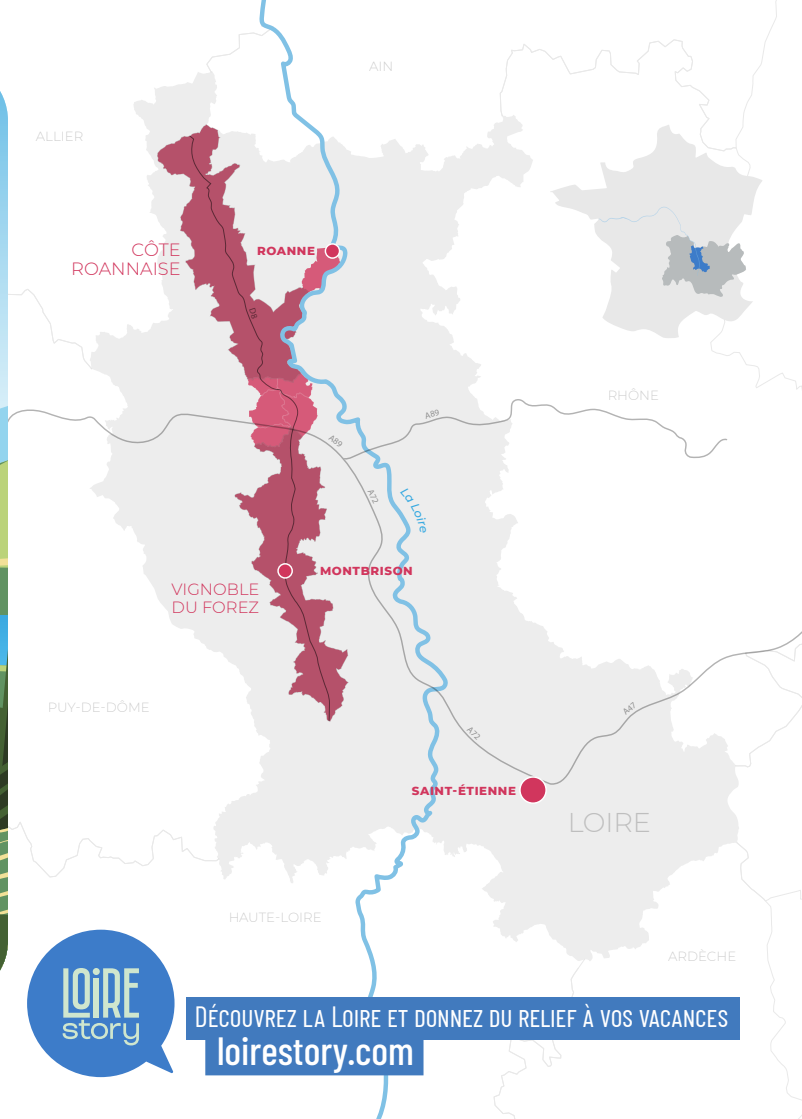 AIN
ALLIER
CÔTE
ROANNAISE
ROANNE
D8
RHÔNE
A89
A89
A72
La Loire
MONTBRISON
VIGNOBLE
DU FOREZ
PUY-DE-DÔME
A47
A72
SAINT-ÉTIENNE
LOIRE
HAUTE-LOIRE
ARDÈCHE
LOiRE
story
DÉCOUVREZ LA LOIRE ET DONNEZ DU RELIEF À VOS VACANCES
loirestory.com